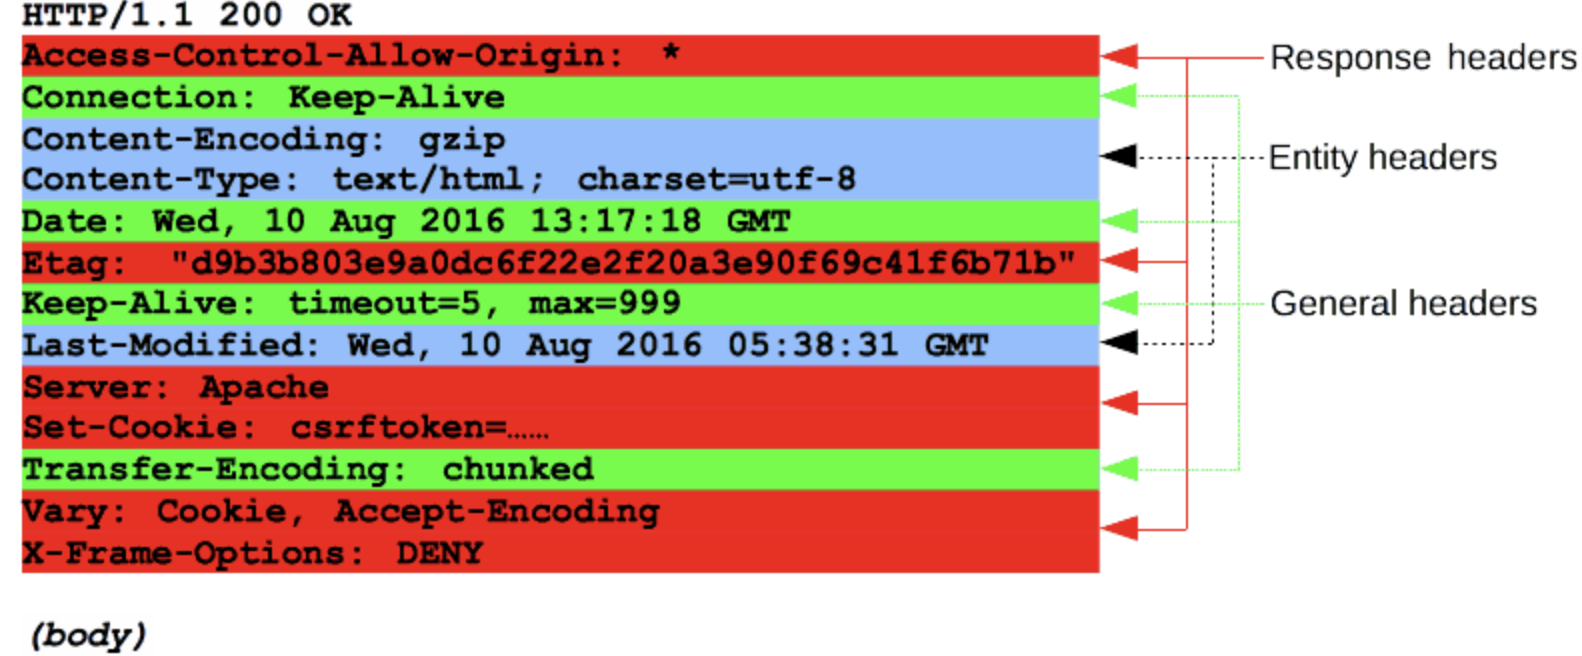 HTTP/1.1 200 OK
Access-Control-Allow-Origin: *
Connection: Keep-Alive
Content-Encoding: gzip
Content-Type: text/html; charset=utf-8
Date: Wed, 10 Aug 2016 13:17:18 GMT
Etag: "d9b3b803e9a0dc6f22e2f20a3e90f69c41f6b71b"
Keep-Alive: timeout=5, max=999
Last-Modified: Wed, 10 Aug 2016 05:38:31 GMT
Server: Apache
Set-Cookie: csrftoken=……
Transfer-Encoding: chunked
Vary: Cookie, Accept-Encoding
X-Frame-Options: DENY
(body)
Response headers
Entity headers
General headers